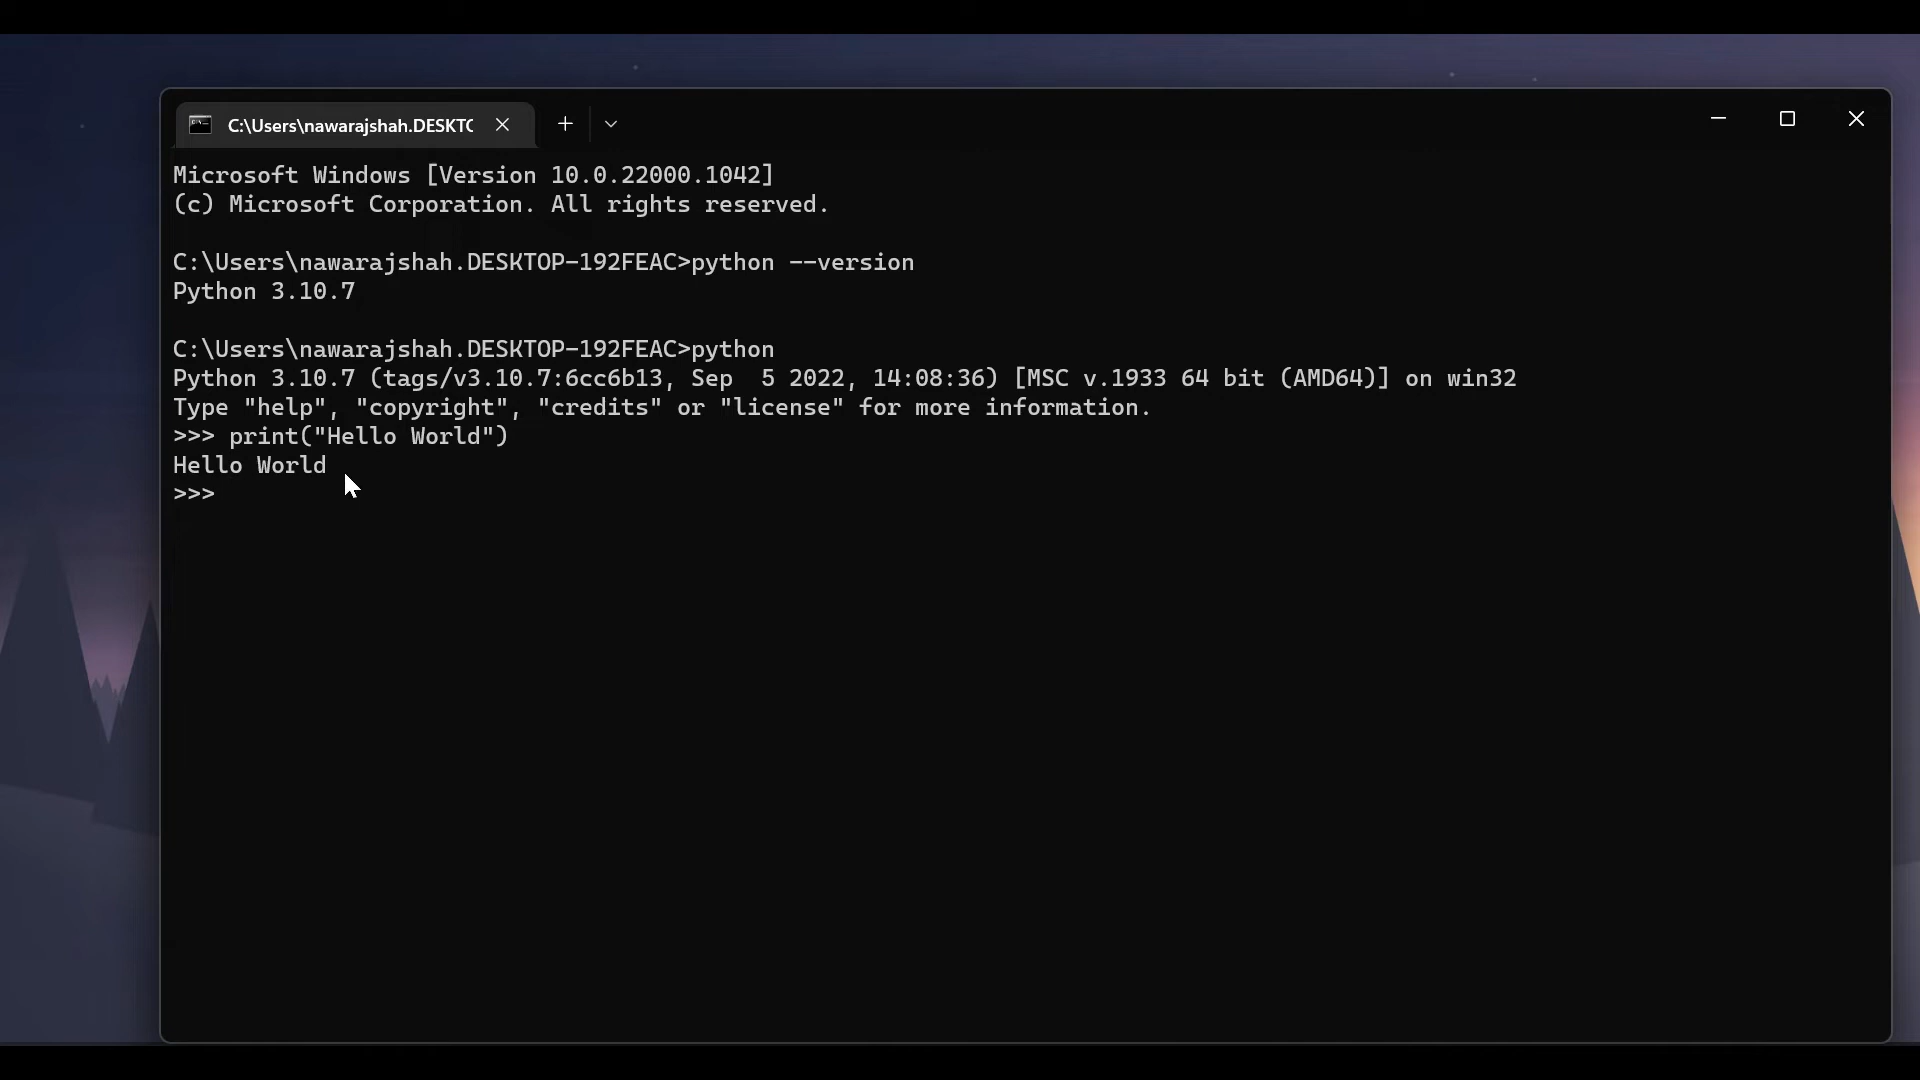 C:\Users\nawarajshah.DESKTO
Microsoft Windows [Version 10.0.22000.1042]
(c) Microsoft Corporation. All rights reserved.
C:\Users\nawarajshah.DESKTOP-192FEAC>python --version
Python 3.10.7
C:\Users\nawarajshah.DESKTOP-192FEAC>python
Python 3.10.7 (tags/v3.10.7:6cc6b13, Sep  5 2022, 14:08:36) [MSC v.1933 64 bit (AMD64)] on win32
Type "help", "copyright", "credits" or "license" for more information.
>>> print("Hello World")
Hello World
>>>